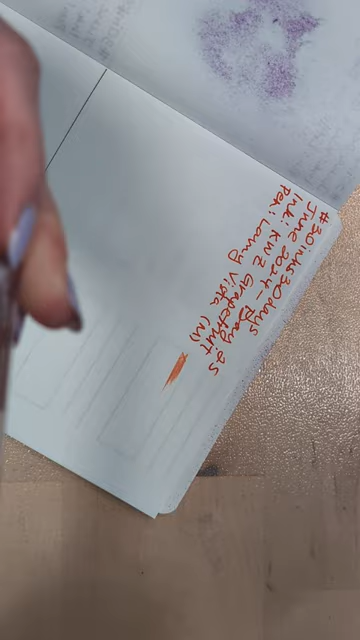 #30inks30days
June 2024 - Day 25
Ink: KWZ Grapefruit
Pen: Lamy Vista (M)